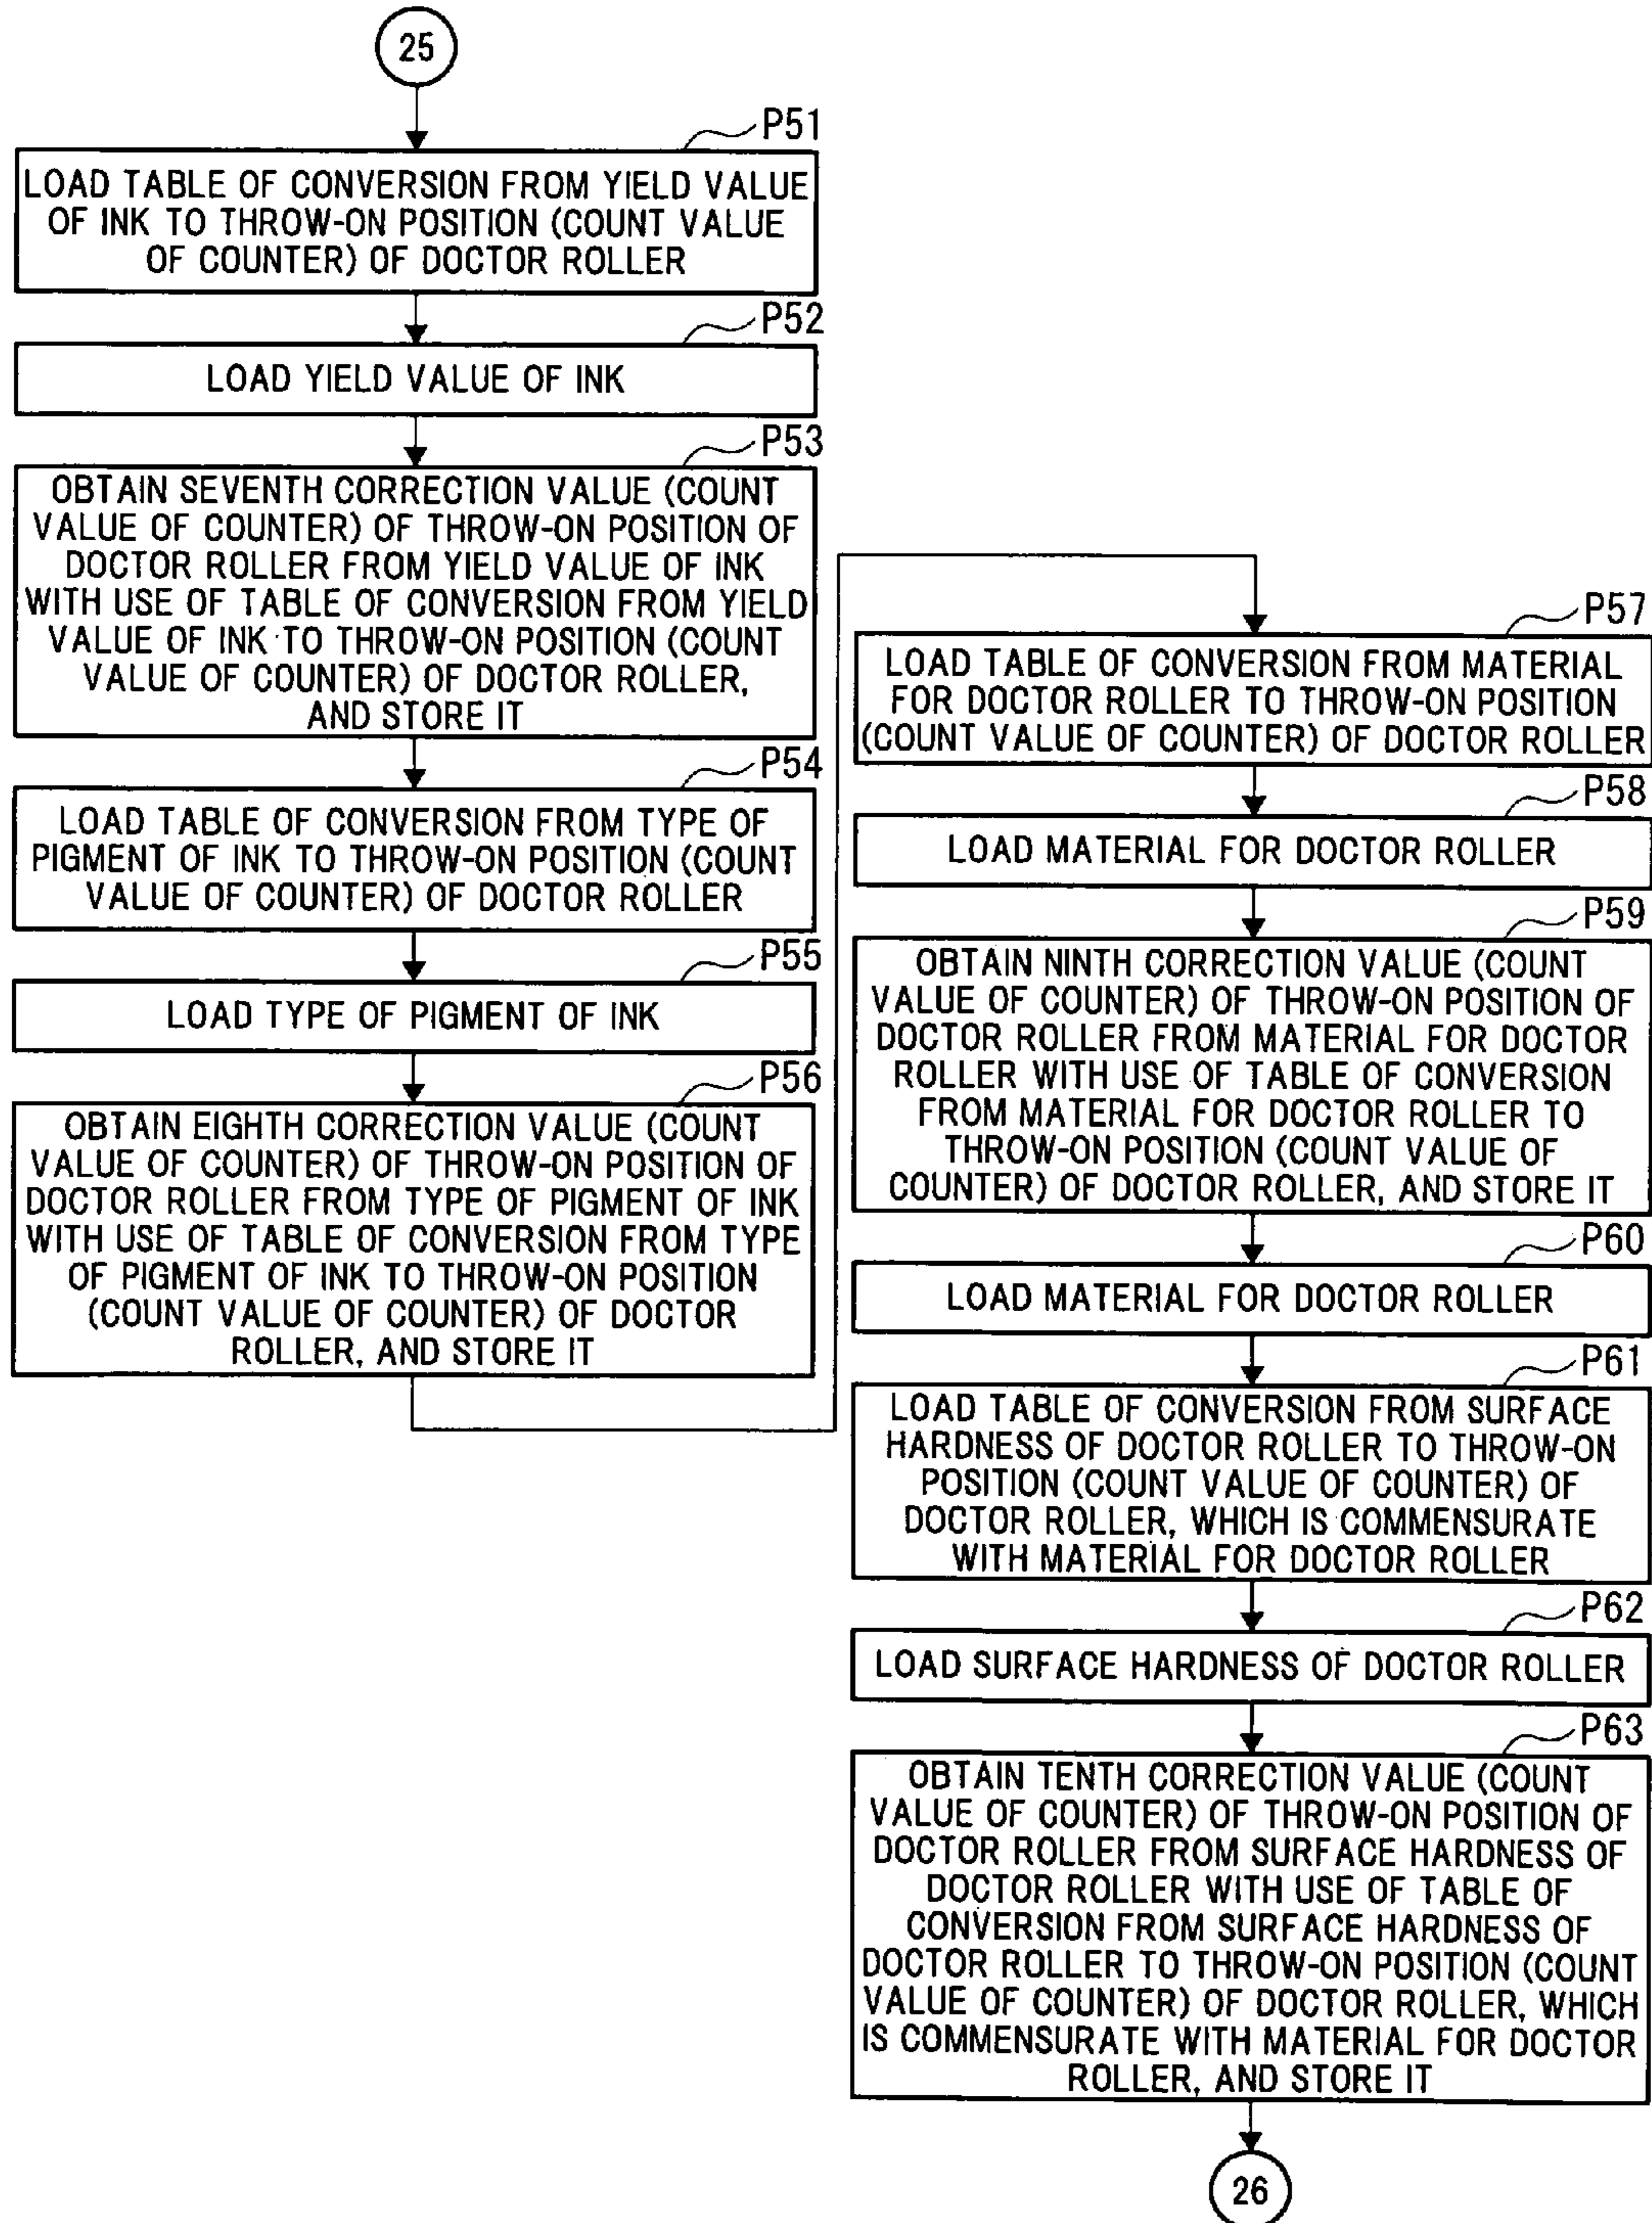 25
P51
LOAD TABLE OF CONVERSION FROM YIELD VALUE
OF INK TO THROW-ON POSITION (COUNT VALUE
OF COUNTER) OF DOCTOR ROLLER
P52
LOAD YIELD VALUE OF INK
P53
OBTAIN SEVENTH CORRECTION VALUE (COUNT
VALUE OF COUNTER) OF THROW-ON POSITION OF
DOCTOR ROLLER FROM YIELD VALUE OF INK
WITH USE OF TABLE OF CONVERSION FROM YIELD
VALUE OF INK TO THROW-ON POSITION (COUNT
VALUE OF COUNTER) OF DOCTOR ROLLER,
AND STORE IT
P54
LOAD TABLE OF CONVERSION FROM TYPE OF
PIGMENT OF INK TO THROW-ON POSITION (COUNT
VALUE OF COUNTER) OF DOCTOR ROLLER
P55
LOAD TYPE OF PIGMENT OF INK
P56
OBTAIN EIGHTH CORRECTION VALUE (COUNT
VALUE OF COUNTER) OF THROW-ON POSITION OF
DOCTOR ROLLER FROM TYPE OF PIGMENT OF INK
WITH USE OF TABLE OF CONVERSION FROM TYPE
OF PIGMENT OF INK TO THROW-ON POSITION
(COUNT VALUE OF COUNTER) OF DOCTOR
ROLLER, AND STORE IT
P57
LOAD TABLE OF CONVERSION FROM MATERIAL
FOR DOCTOR ROLLER TO THROW-ON POSITION
(COUNT VALUE OF COUNTER) OF DOCTOR ROLLER
P58
LOAD MATERIAL FOR DOCTOR ROLLER
P59
OBTAIN NINTH CORRECTION VALUE (COUNT
VALUE OF COUNTER) OF THROW-ON POSITION OF
DOCTOR ROLLER FROM MATERIAL FOR DOCTOR
ROLLER WITH USE OF TABLE OF CONVERSION
FROM MATERIAL FOR DOCTOR ROLLER TO
THROW-ON POSITION (COUNT VALUE OF
COUNTER) OF DOCTOR ROLLER, AND STORE IT
P60
LOAD MATERIAL FOR DOCTOR ROLLER
P61
LOAD TABLE OF CONVERSION FROM SURFACE
HARDNESS OF DOCTOR ROLLER TO THROW-ON
POSITION (COUNT VALUE OF COUNTER) OF
DOCTOR ROLLER, WHICH IS COMMENSURATE
WITH MATERIAL FOR DOCTOR ROLLER
P62
LOAD SURFACE HARDNESS OF DOCTOR ROLLER
P63
OBTAIN TENTH CORRECTION VALUE (COUNT
VALUE OF COUNTER) OF THROW-ON POSITION OF
DOCTOR ROLLER FROM SURFACE HARDNESS OF
DOCTOR ROLLER WITH USE OF TABLE OF
CONVERSION FROM SURFACE HARDNESS OF
DOCTOR ROLLER TO THROW-ON POSITION (COUNT
VALUE OF COUNTER) OF DOCTOR ROLLER, WHICH
IS COMMENSURATE WITH MATERIAL FOR DOCTOR
ROLLER, AND STORE IT
26